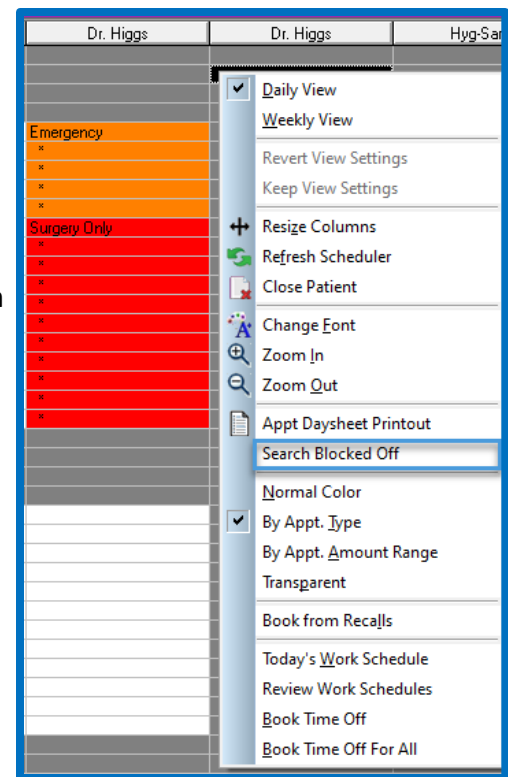 Dr. Higgs
Dr. Higgs
Hyg-Sar
Emergency
×
×
×
×
Surgery Only
×
×
×
×
×
×
×
×
×
×
Daily View
Weekly View
Revert View Settings
Keep View Settings
Resize Columns
Refresh Scheduler
Close Patient
Change Font
Zoom In
Zoom Out
Appt Daysheet Printout
Search Blocked Off
Normal Color
By Appt. Type
By Appt. Amount Range
Transparent
Book from Recalls
Today's Work Schedule
Review Work Schedules
Book Time Off
Book Time Off For All